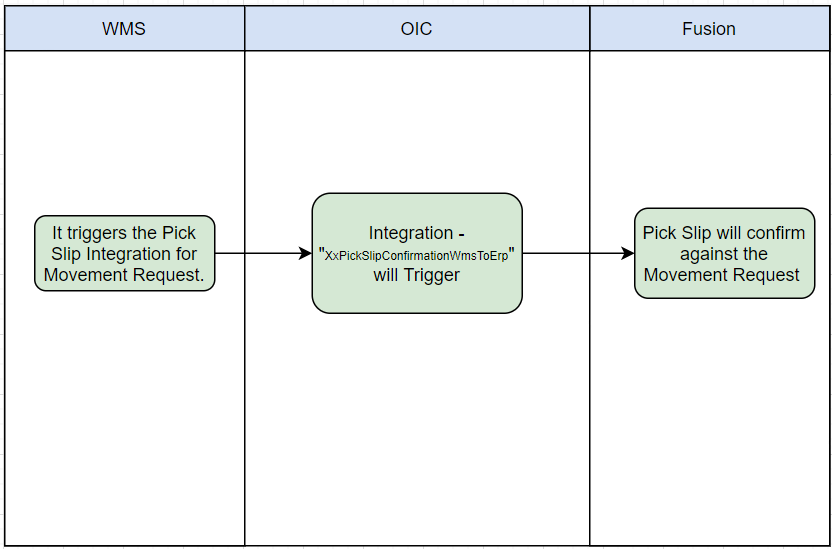 WMS
OIC
Fusion
It triggers the Pick
Slip Integration for
Movement Request.
Integration -
"XxPickSlipConfirmationWmsToErp"
will Trigger
Pick Slip will confirm
against the
Movement Request